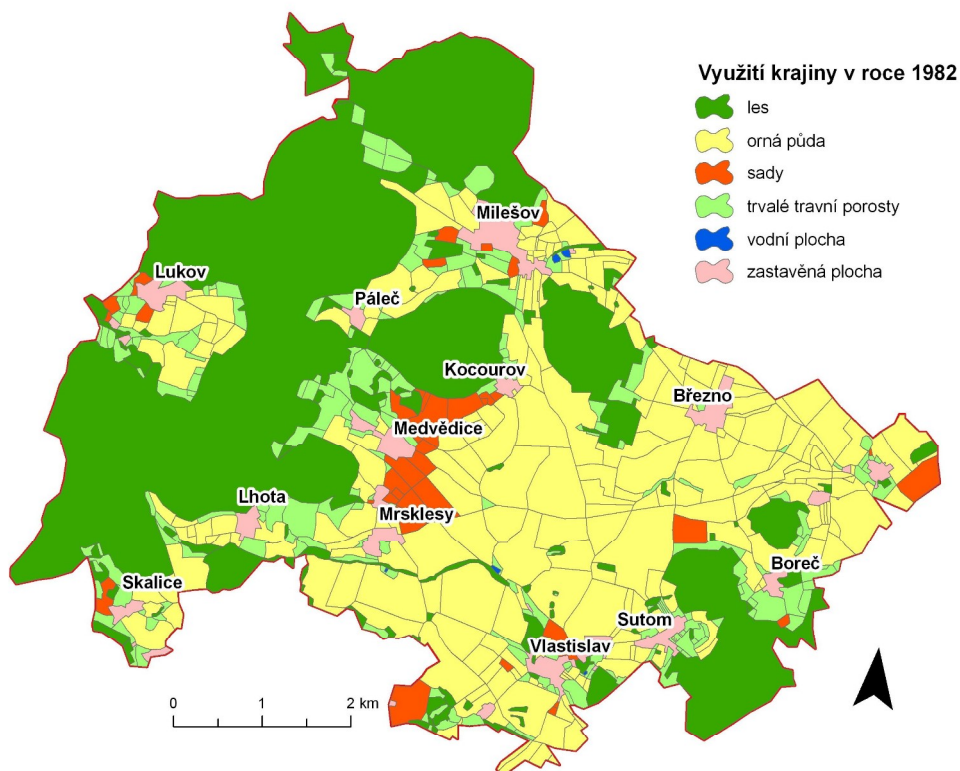 Využití krajiny v roce 1982
les
orná půda
sady
trvalé travní porosty
vodní plocha
zastavěná plocha
Milešov
Lukov
Páleč
Kocourov
Březno
Medvědice
Lhota
Mrsklesy
Boreč
Skalice
Sutom
Vlastislav
0 1 2 km